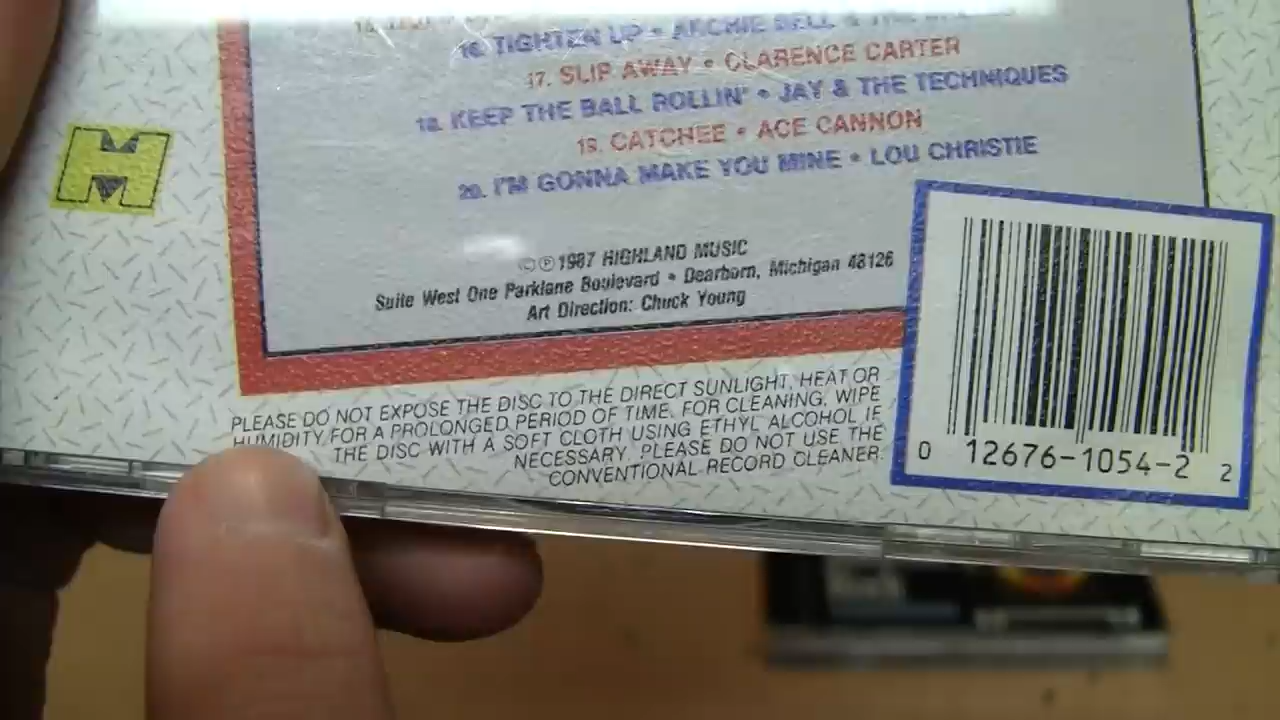 16. TIGHTEN UP • ARCHIE BELL & THE
17. SLIP AWAY • CLARENCE CARTER
18. KEEP THE BALL ROLLIN' • JAY & THE TECHNIQUES
19. CATCHEE • ACE CANNON
20. I'M GONNA MAKE YOU MINE • LOU CHRISTIE
H
©℗1987 HIGHLAND MUSIC
Suite West One Parklane Boulevard • Dearborn, Michigan 48126
Art Direction: Chuck Young
PLEASE DO NOT EXPOSE THE DISC TO THE DIRECT SUNLIGHT, HEAT OR
HUMIDITY FOR A PROLONGED PERIOD OF TIME. FOR CLEANING, WIPE
THE DISC WITH A SOFT CLOTH USING ETHYL ALCOHOL IF
NECESSARY. PLEASE DO NOT USE THE
CONVENTIONAL RECORD CLEANER.
0 12676-1054-2 2